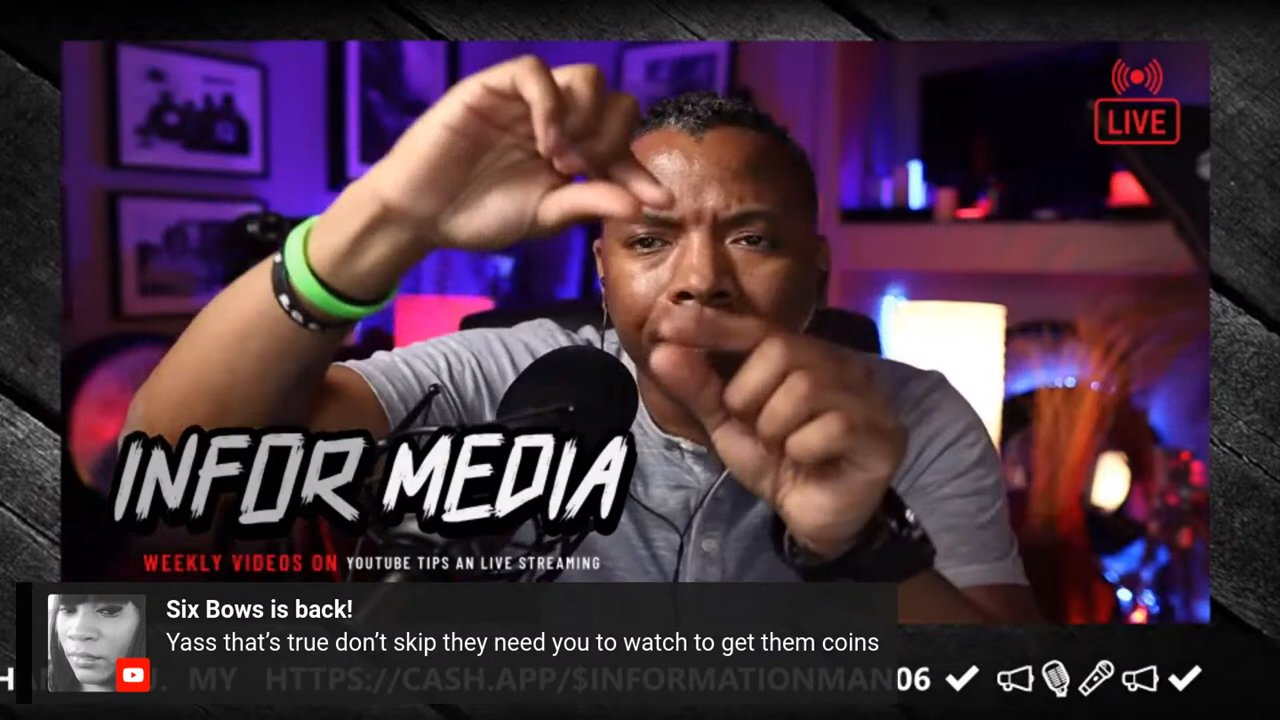 LIVE
INFOR MEDIA
WEEKLY VIDEOS ON YOUTUBE TIPS AN LIVE STREAMING
Six Bows is back!
Yass that's true don't skip they need you to watch to get them coins
MY HTTPS://CASH.APP/$INFORMATIONMAN 06